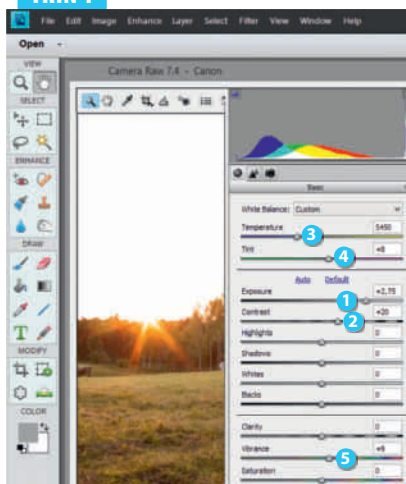 File Edit Image Enhance Layer Select Filter View Window Help
Open
VIEW
Camera Raw 7.4 - Canon
SELECT
ENHANCE
Basic
White Balance: Custom
Temperature 5450
3
Tint +8
4
DRAW
Auto Default
Exposure +2,75
1
Contrast +20
2
Highlights 0
Shadows 0
T
MODIFY
Whites 0
Blacks 0
COLOR
Clarity 0
Vibrance +9
5
Saturation 0